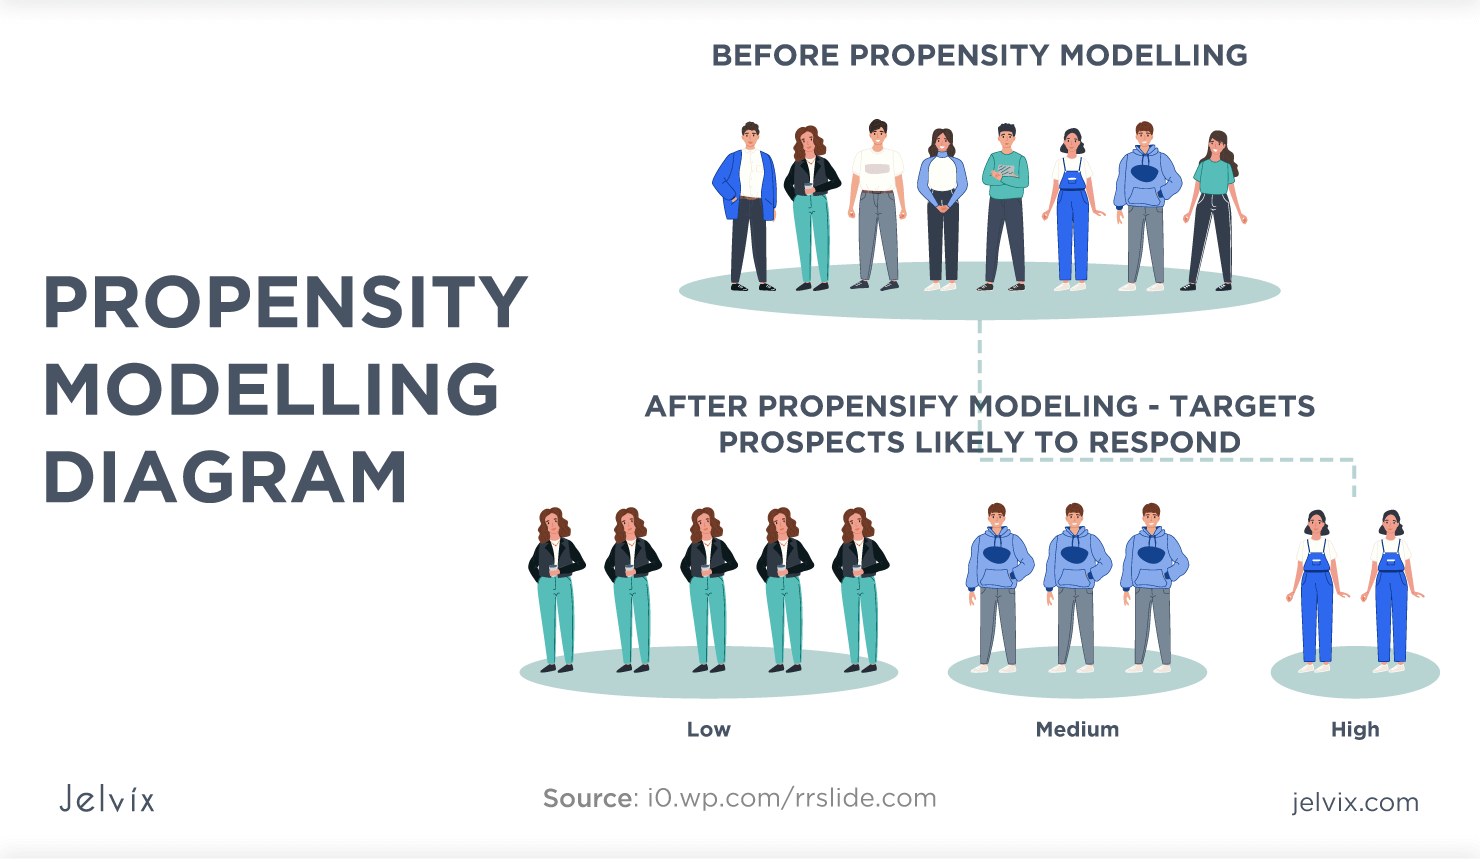 PROPENSITY
MODELLING
DIAGRAM
BEFORE PROPENSITY MODELLING
AFTER PROPENSIFY MODELING - TARGETS
PROSPECTS LIKELY TO RESPOND
Low
Medium
High
Jelvíx
Source: i0.wp.com/rrslide.com
jelvix.com